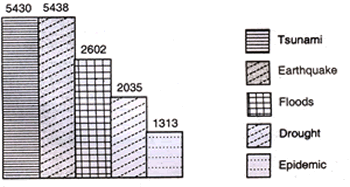 5430 5438
2602
2035
1313
Tsunami
Earthquake
Floods
Drought
Epidemic